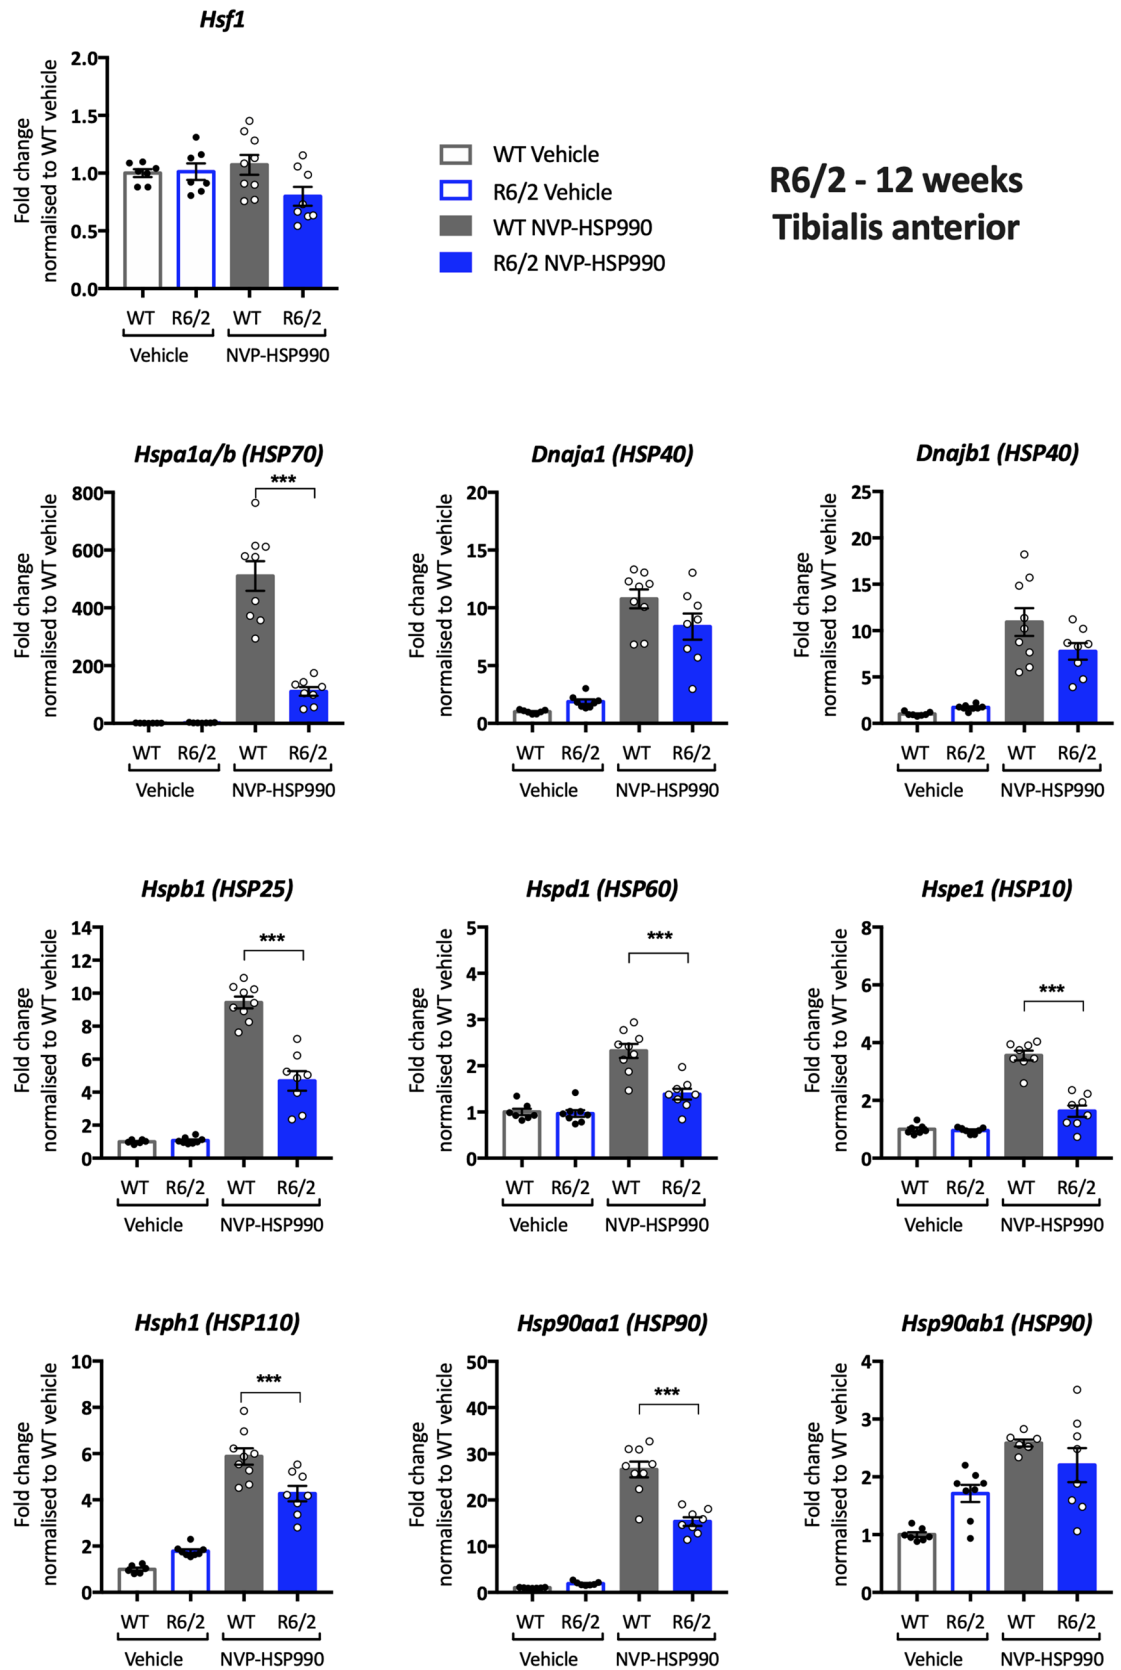 Hsf1
Fold change
normalised to WT vehicle
2.0
1.5
1.0
0.5
0.0
WT R6/2 WT R6/2
Vehicle NVP-HSP990
WT Vehicle
R6/2 Vehicle
WT NVP-HSP990
R6/2 NVP-HSP990
R6/2 - 12 weeks
Tibialis anterior
Hspa1a/b (HSP70)
Fold change
normalised to WT vehicle
800
600
400
200
0
***
WT R6/2 WT R6/2
Vehicle NVP-HSP990
Dnaja1 (HSP40)
Fold change
normalised to WT vehicle
20
15
10
5
0
WT R6/2 WT R6/2
Vehicle NVP-HSP990
Dnajb1 (HSP40)
Fold change
normalised to WT vehicle
25
20
15
10
5
0
WT R6/2 WT R6/2
Vehicle NVP-HSP990
Hspb1 (HSP25)
Fold change
normalised to WT vehicle
14
12
10
8
6
4
2
0
***
WT R6/2 WT R6/2
Vehicle NVP-HSP990
Hspd1 (HSP60)
Fold change
normalised to WT vehicle
5
4
3
2
1
0
***
WT R6/2 WT R6/2
Vehicle NVP-HSP990
Hspe1 (HSP10)
Fold change
normalised to WT vehicle
8
6
4
2
0
***
WT R6/2 WT R6/2
Vehicle NVP-HSP990
Hsph1 (HSP110)
Fold change
normalised to WT vehicle
10
8
6
4
2
0
***
WT R6/2 WT R6/2
Vehicle NVP-HSP990
Hsp90aa1 (HSP90)
Fold change
normalised to WT vehicle
50
40
30
20
10
0
***
WT R6/2 WT R6/2
Vehicle NVP-HSP990
Hsp90ab1 (HSP90)
Fold change
normalised to WT vehicle
4
3
2
1
0
WT R6/2 WT R6/2
Vehicle NVP-HSP990